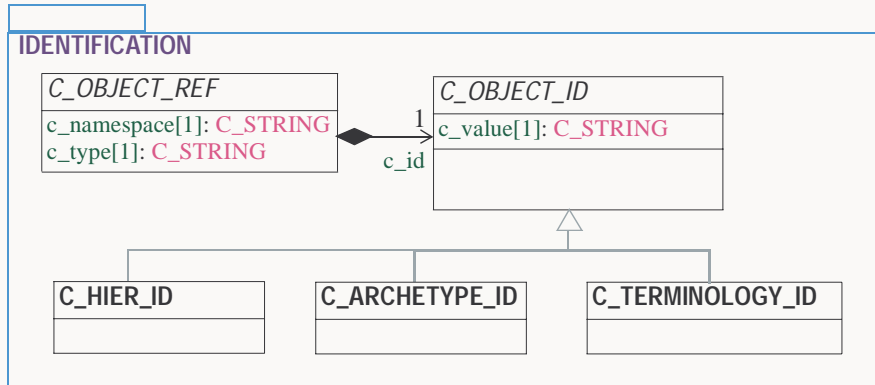 IDENTIFICATION
C_OBJECT_REF
c_namespace[1]: C_STRING
c_type[1]: C_STRING
1
c_id
C_OBJECT_ID
c_value[1]: C_STRING
C_HIER_ID
C_ARCHETYPE_ID
C_TERMINOLOGY_ID